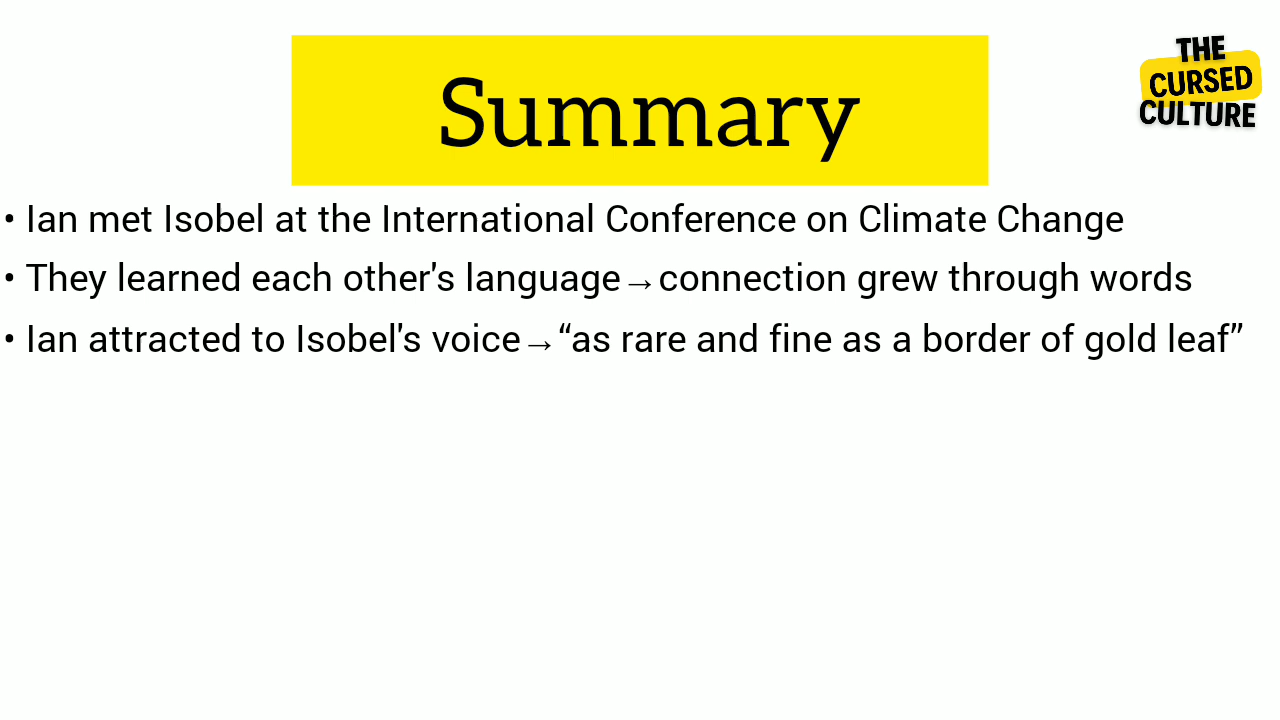 Summary
THE
CURSED
CULTURE
• Ian met Isobel at the International Conference on Climate Change
• They learned each other's language→connection grew through words
• Ian attracted to Isobel's voice→“as rare and fine as a border of gold leaf”